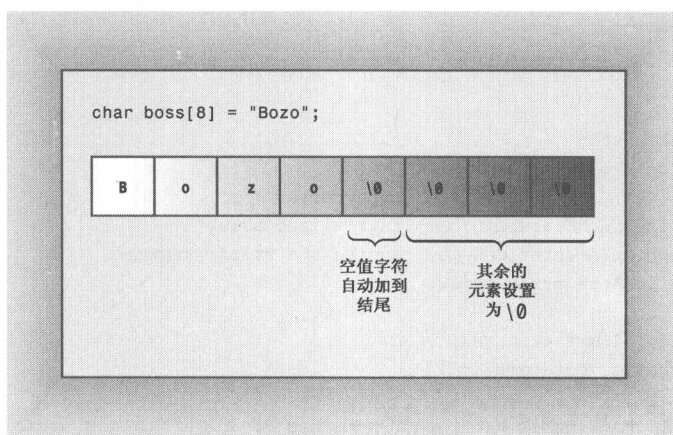 char boss[8] = "Bozo";
B o z o \0 \0 \0 \0
空值字符
自动加到
结尾
其余的
元素设置
为\0